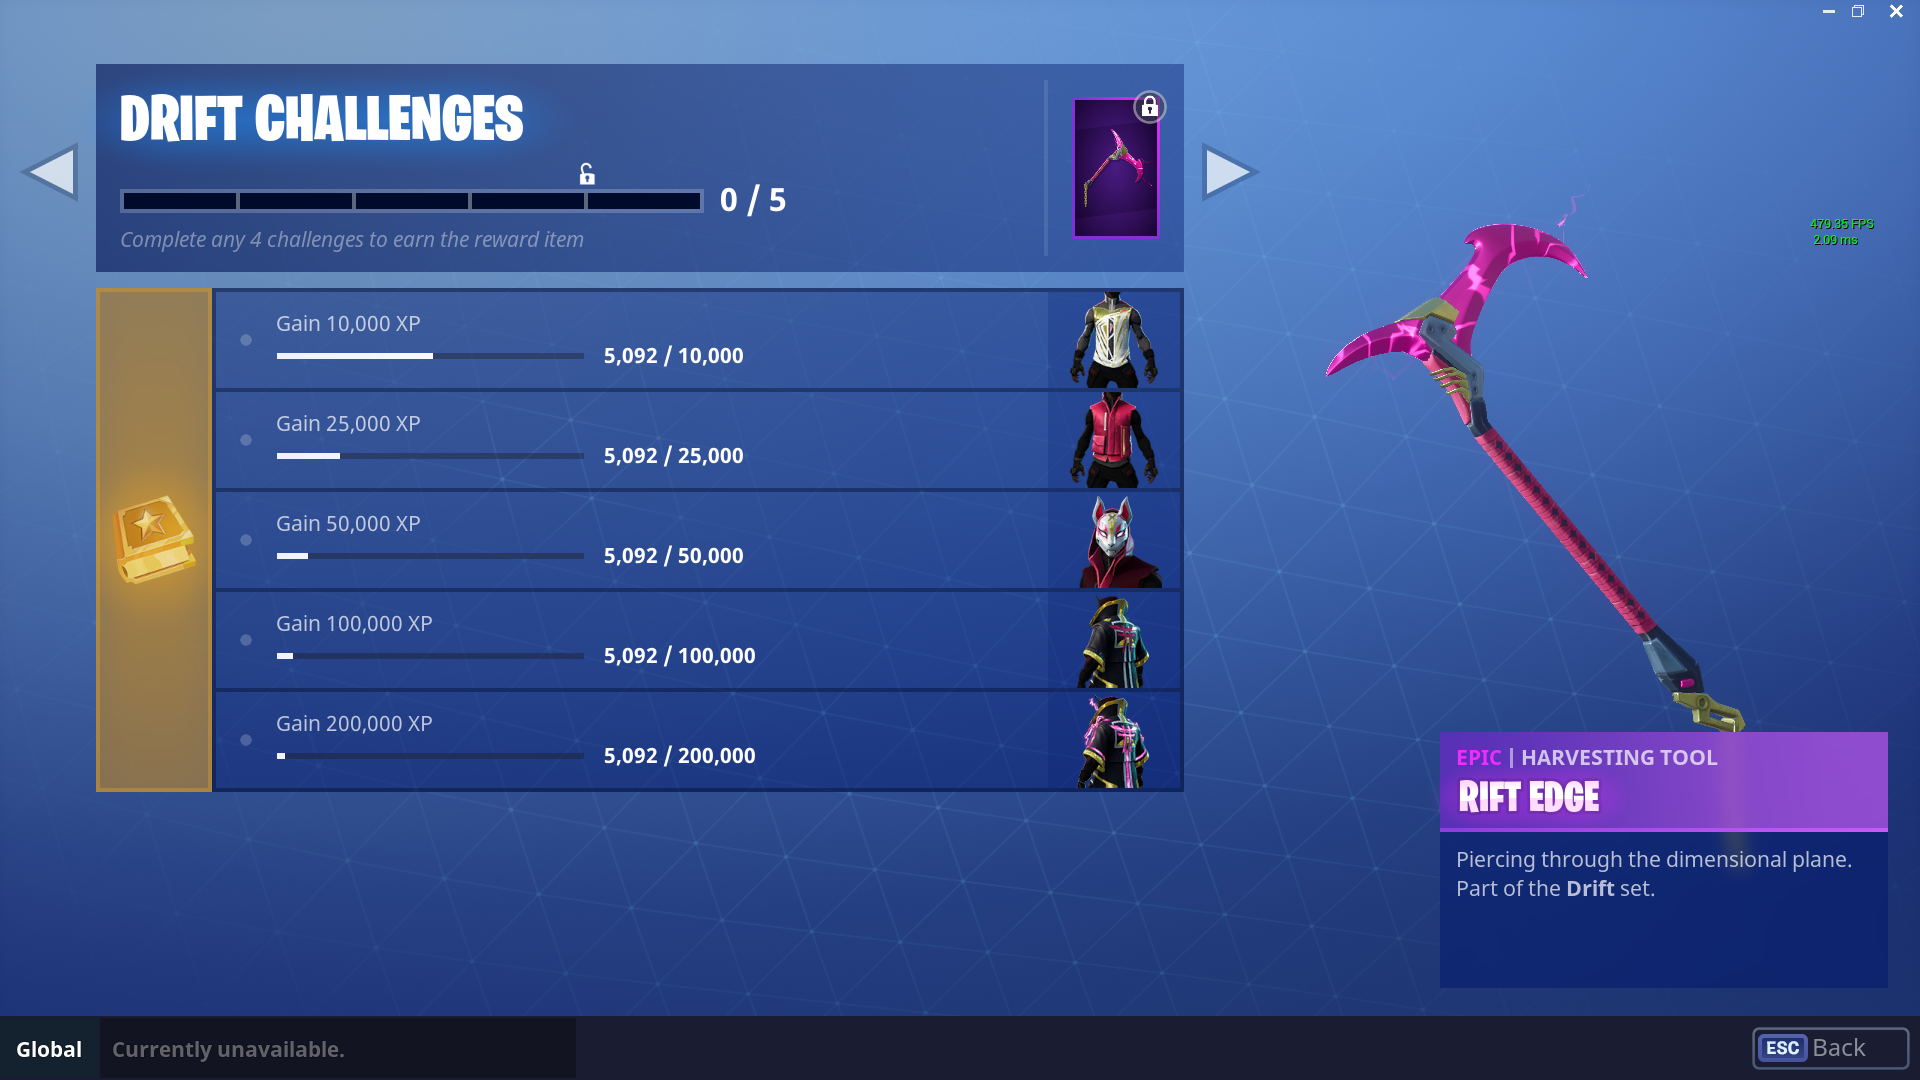 DRIFT CHALLENGES
0 / 5
Complete any 4 challenges to earn the reward item
Gain 10,000 XP
5,092 / 10,000
Gain 25,000 XP
5,092 / 25,000
Gain 50,000 XP
5,092 / 50,000
Gain 100,000 XP
5,092 / 100,000
Gain 200,000 XP
5,092 / 200,000
479.35 FPS
2.09 ms
EPIC | HARVESTING TOOL
RIFT EDGE
Piercing through the dimensional plane.
Part of the Drift set.
Global
Currently unavailable.
ESC Back